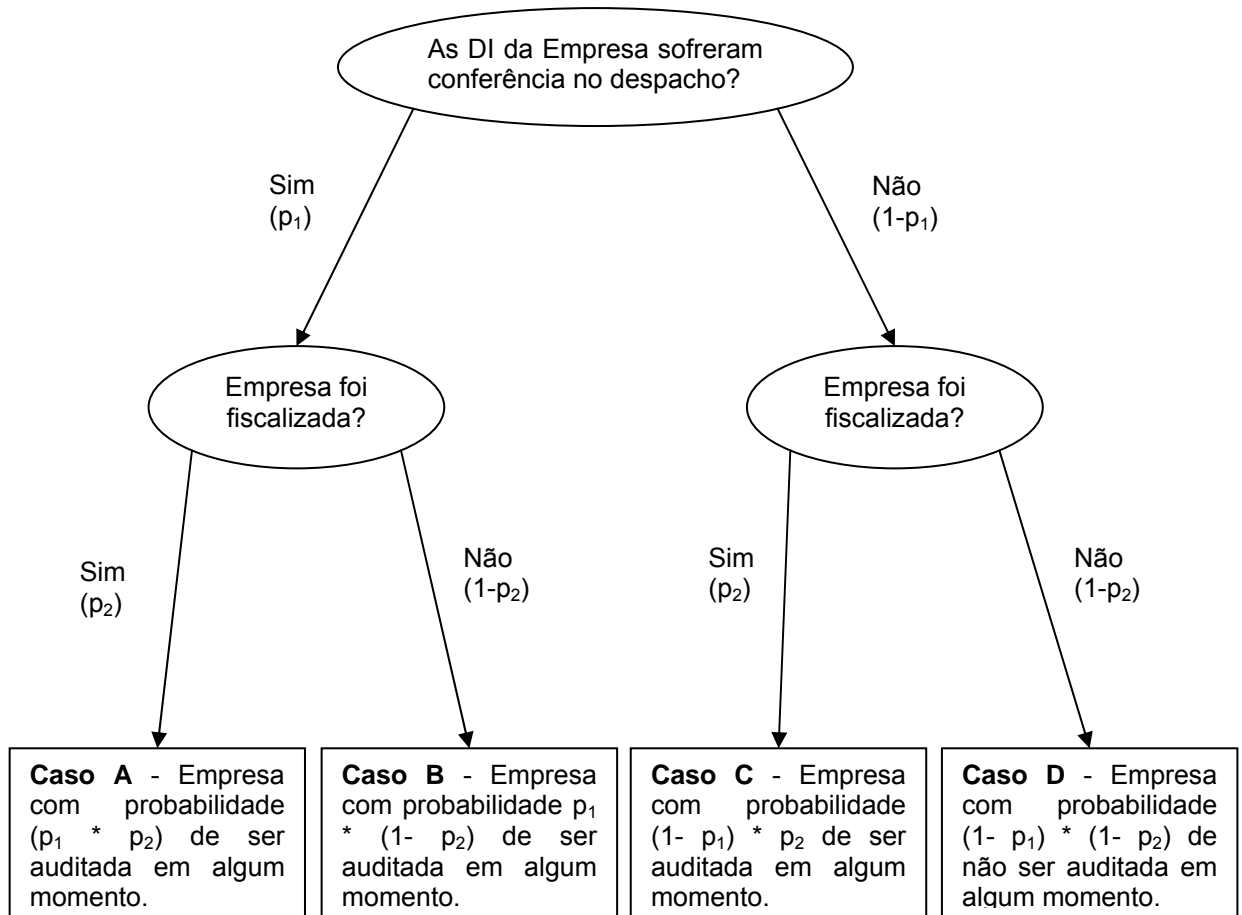 As DI da Empresa sofreram
conferência no despacho?
Sim
(p₁)
Não
(1-p₁)
Empresa foi
fiscalizada?
Empresa foi
fiscalizada?
Sim
(p₂)
Não
(1-p₂)
Sim
(p₂)
Não
(1-p₂)
Caso A - Empresa
com probabilidade
(p₁ * p₂) de ser
auditada em algum
momento.
Caso B - Empresa
com probabilidade p₁
* (1- p₂) de ser
auditada em algum
momento.
Caso C - Empresa
com probabilidade
(1- p₁) * p₂ de ser
auditada em algum
momento.
Caso D - Empresa
com probabilidade
(1- p₁) * (1- p₂) de
não ser auditada em
algum momento.